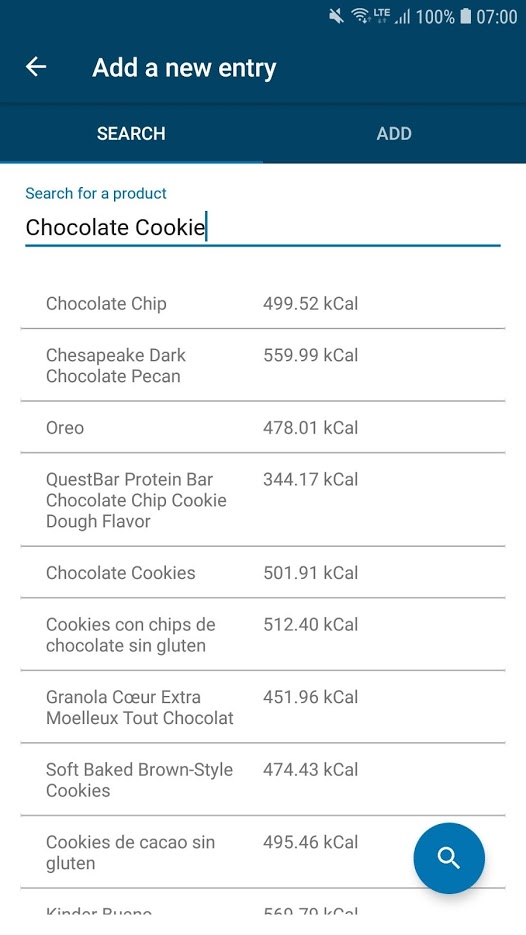 LTE 100% 07:00
Add a new entry
SEARCH ADD
Search for a product
Chocolate Cookie
Chocolate Chip 499.52 kCal
Chesapeake Dark 559.99 kCal
Chocolate Pecan
Oreo 478.01 kCal
QuestBar Protein Bar 344.17 kCal
Chocolate Chip Cookie
Dough Flavor
Chocolate Cookies 501.91 kCal
Cookies con chips de 512.40 kCal
chocolate sin gluten
Granola Cœur Extra 451.96 kCal
Moelleux Tout Chocolat
Soft Baked Brown-Style 474.43 kCal
Cookies
Cookies de cacao sin 495.46 kCal
gluten
Kinder Bueno 569.79 kCal